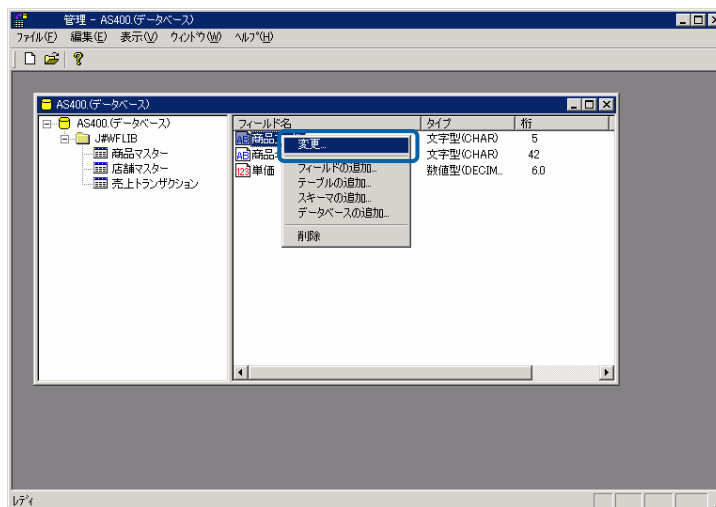 管理 - AS400.(データベース)
ファイル(F) 編集(E) 表示(V) ウィンドウ(W) ヘルプ(H)
AS400.(データベース)
AS400.(データベース)
J#WFLIB
商品マスター
店舗マスター
売上トランザクション
フィールド名 タイプ 桁
商品 文字型(CHAR) 5
商品 文字型(CHAR) 42
単価 数値型(DECIM... 6.0
変更...
フィールドの追加...
テーブルの追加...
スキーマの追加...
データベースの追加...
削除
レディ